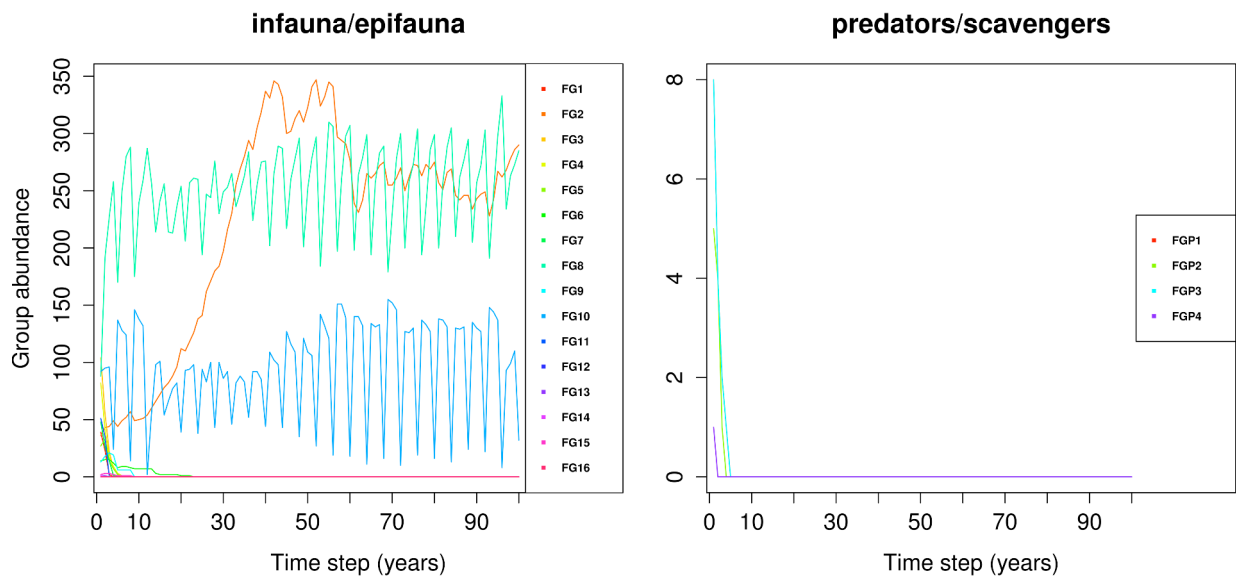 infauna/epifauna
Group abundance
0 50 100 150 200 250 300 350
0 10 30 50 70 90
Time step (years)
FG1
FG2
FG3
FG4
FG5
FG6
FG7
FG8
FG9
FG10
FG11
FG12
FG13
FG14
FG15
FG16
predators/scavengers
0 2 4 6 8
0 10 30 50 70 90
Time step (years)
FGP1
FGP2
FGP3
FGP4